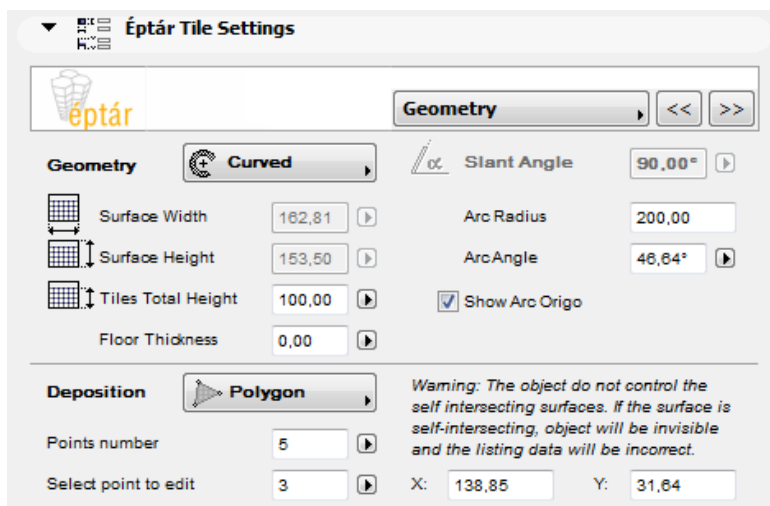 Éptár Tile Settings
éptár
Geometry
<<
>>
Geometry
Curved
α
Slant Angle
90,00°
Surface Width
162,81
Arc Radius
200,00
Surface Height
153,50
ArcAngle
46,64°
Tiles Total Height
100,00
Show Arc Origo
Floor Thickness
0,00
Deposition
Polygon
Warning: The object do not control the
self intersecting surfaces. If the surface is
self-intersecting, object will be invisible
and the listing data will be incorrect.
Points number
5
Select point to edit
3
X:
138,85
Y:
31,64